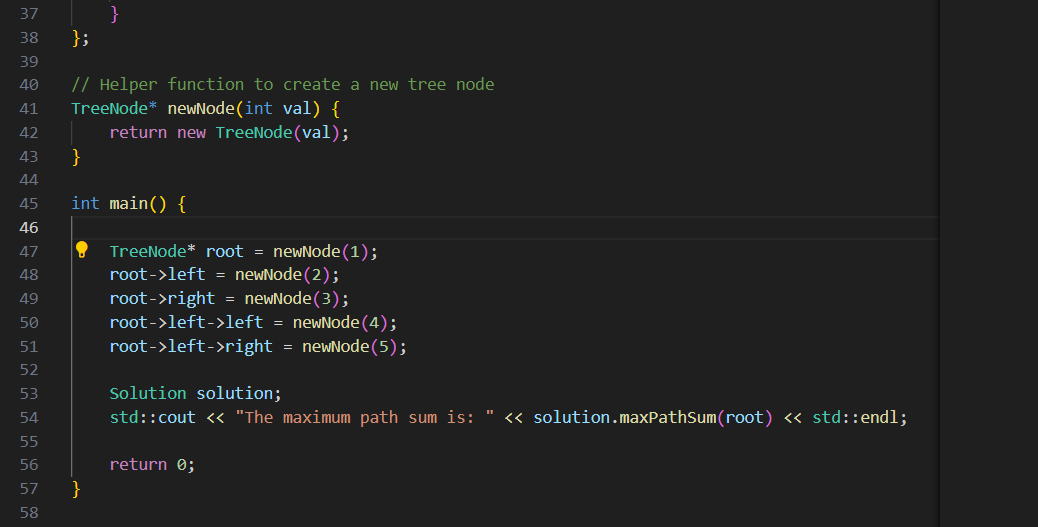 37 }
38 };
39
40 // Helper function to create a new tree node
41 TreeNode* newNode(int val) {
42 return new TreeNode(val);
43 }
44
45 int main() {
46
47 TreeNode* root = newNode(1);
48 root->left = newNode(2);
49 root->right = newNode(3);
50 root->left->left = newNode(4);
51 root->left->right = newNode(5);
52
53 Solution solution;
54 std::cout << "The maximum path sum is: " << solution.maxPathSum(root) << std::endl;
55
56 return 0;
57 }
58